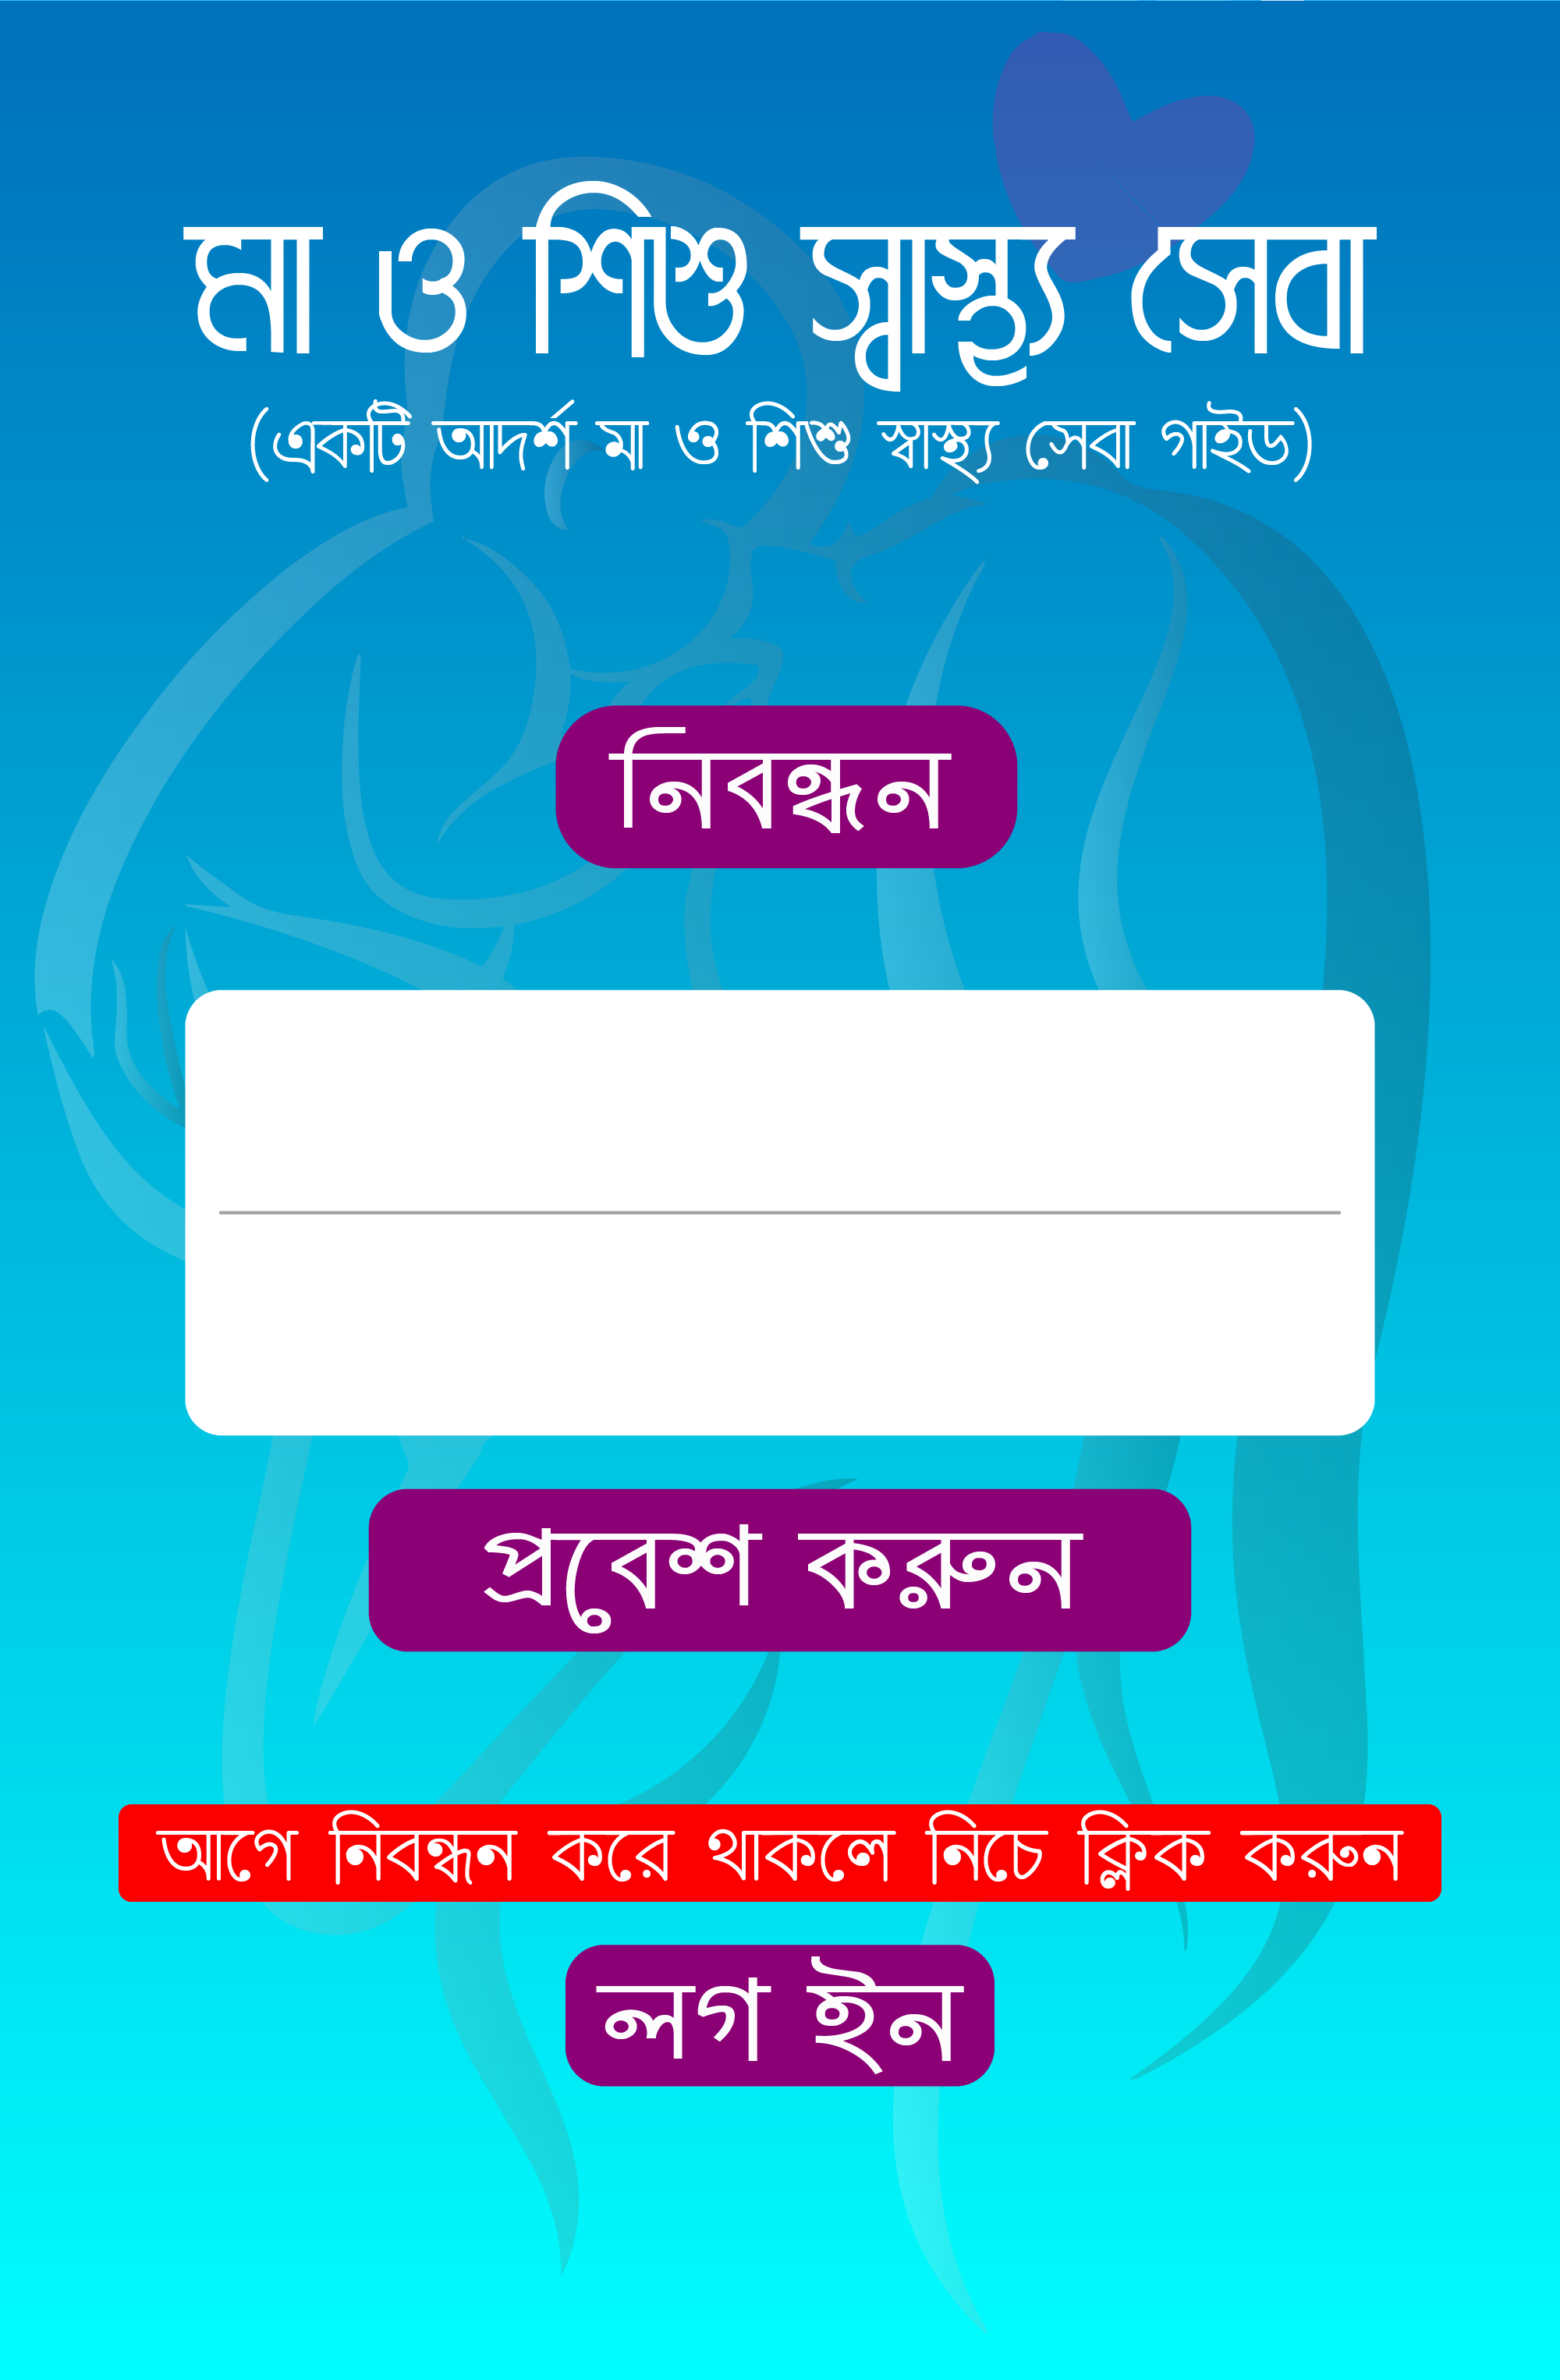 মা ও শিশু স্বাস্থ্য সেবা
(একটি আদর্শ মা ও শিশু স্বাস্থ্য সেবা গাইড)
নিবন্ধন
প্রবেশ করুন
আগে নিবন্ধন করে থাকলে নিচে ক্লিক করুন
লগ ইন